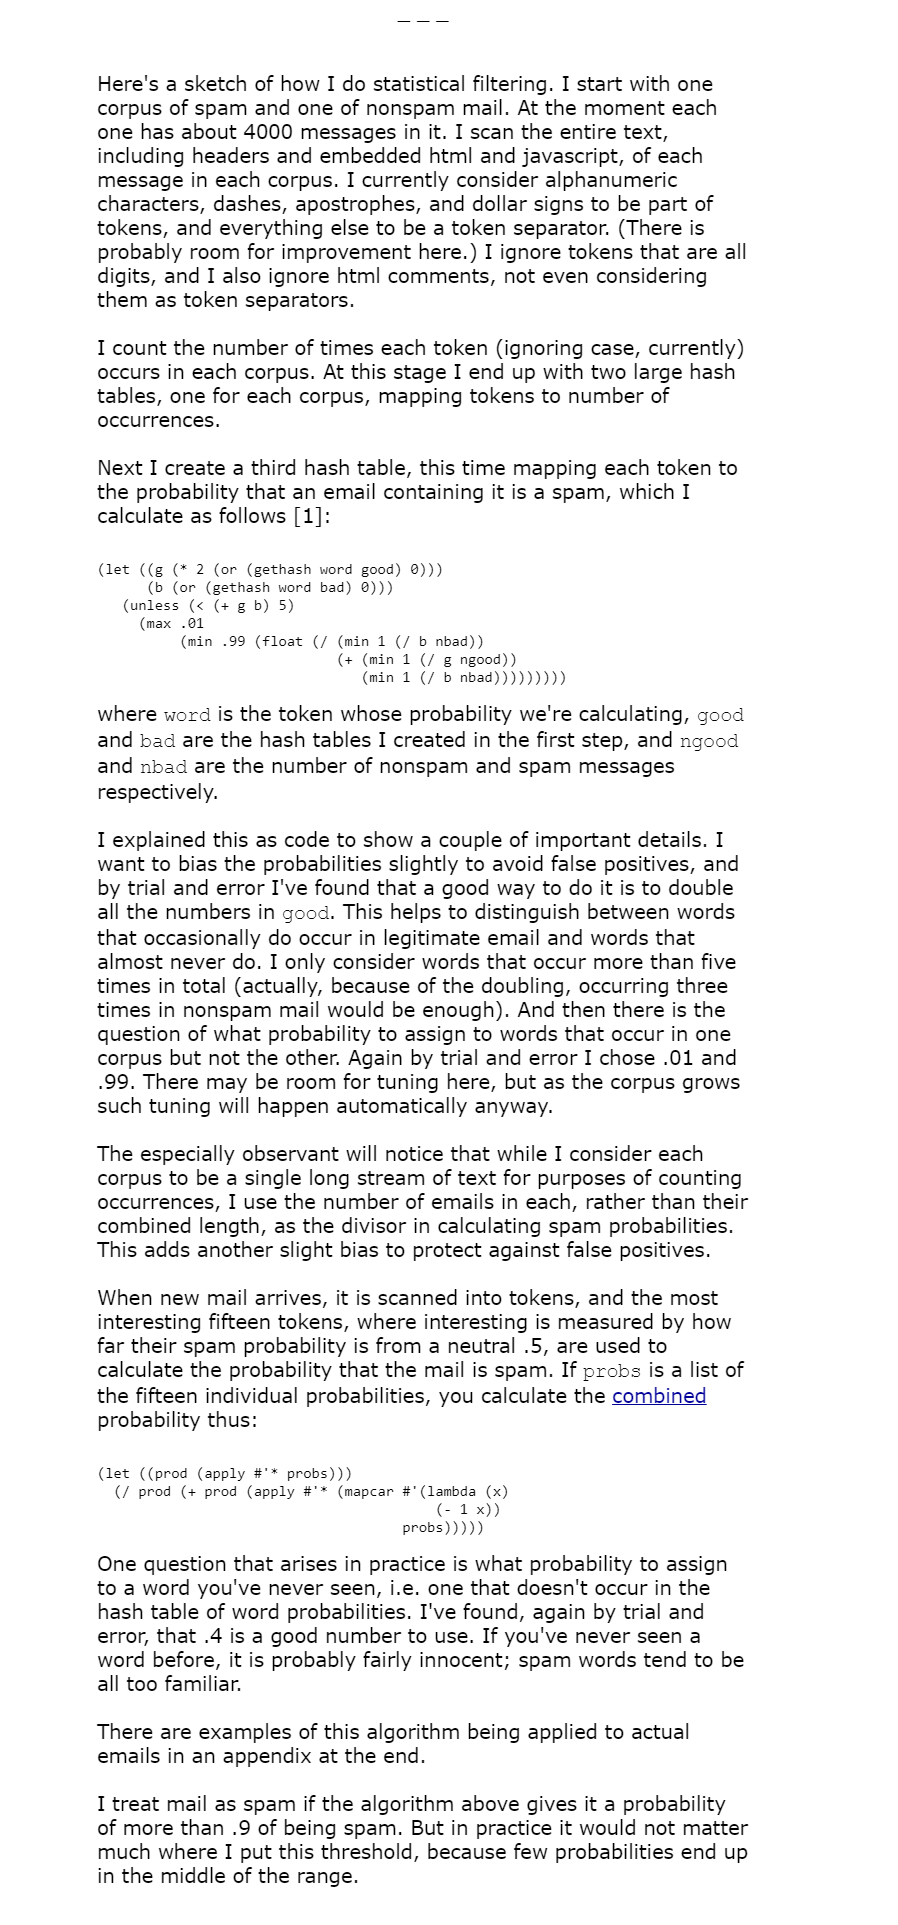 — — —
Here's a sketch of how I do statistical filtering. I start with one
corpus of spam and one of nonspam mail. At the moment each
one has about 4000 messages in it. I scan the entire text,
including headers and embedded html and javascript, of each
message in each corpus. I currently consider alphanumeric
characters, dashes, apostrophes, and dollar signs to be part of
tokens, and everything else to be a token separator. (There is
probably room for improvement here.) I ignore tokens that are all
digits, and I also ignore html comments, not even considering
them as token separators.
I count the number of times each token (ignoring case, currently)
occurs in each corpus. At this stage I end up with two large hash
tables, one for each corpus, mapping tokens to number of
occurrences.
Next I create a third hash table, this time mapping each token to
the probability that an email containing it is a spam, which I
calculate as follows [1]:
(let ((g (* 2 (or (gethash word good) 0)))
      (b (or (gethash word bad) 0)))
   (unless (< (+ g b) 5)
     (max .01
          (min .99 (float (/ (min 1 (/ b nbad))
                             (+ (min 1 (/ g ngood))
                                (min 1 (/ b nbad)))))))))
where word is the token whose probability we're calculating, good
and bad are the hash tables I created in the first step, and ngood
and nbad are the number of nonspam and spam messages
respectively.
I explained this as code to show a couple of important details. I
want to bias the probabilities slightly to avoid false positives, and
by trial and error I've found that a good way to do it is to double
all the numbers in good. This helps to distinguish between words
that occasionally do occur in legitimate email and words that
almost never do. I only consider words that occur more than five
times in total (actually, because of the doubling, occurring three
times in nonspam mail would be enough). And then there is the
question of what probability to assign to words that occur in one
corpus but not the other. Again by trial and error I chose .01 and
.99. There may be room for tuning here, but as the corpus grows
such tuning will happen automatically anyway.
The especially observant will notice that while I consider each
corpus to be a single long stream of text for purposes of counting
occurrences, I use the number of emails in each, rather than their
combined length, as the divisor in calculating spam probabilities.
This adds another slight bias to protect against false positives.
When new mail arrives, it is scanned into tokens, and the most
interesting fifteen tokens, where interesting is measured by how
far their spam probability is from a neutral .5, are used to
calculate the probability that the mail is spam. If probs is a list of
the fifteen individual probabilities, you calculate the combined
probability thus:
(let ((prod (apply #'* probs)))
  (/ prod (+ prod (apply #'* (mapcar #'(lambda (x)
                                         (- 1 x))
                                     probs)))))
One question that arises in practice is what probability to assign
to a word you've never seen, i.e. one that doesn't occur in the
hash table of word probabilities. I've found, again by trial and
error, that .4 is a good number to use. If you've never seen a
word before, it is probably fairly innocent; spam words tend to be
all too familiar.
There are examples of this algorithm being applied to actual
emails in an appendix at the end.
I treat mail as spam if the algorithm above gives it a probability
of more than .9 of being spam. But in practice it would not matter
much where I put this threshold, because few probabilities end up
in the middle of the range.